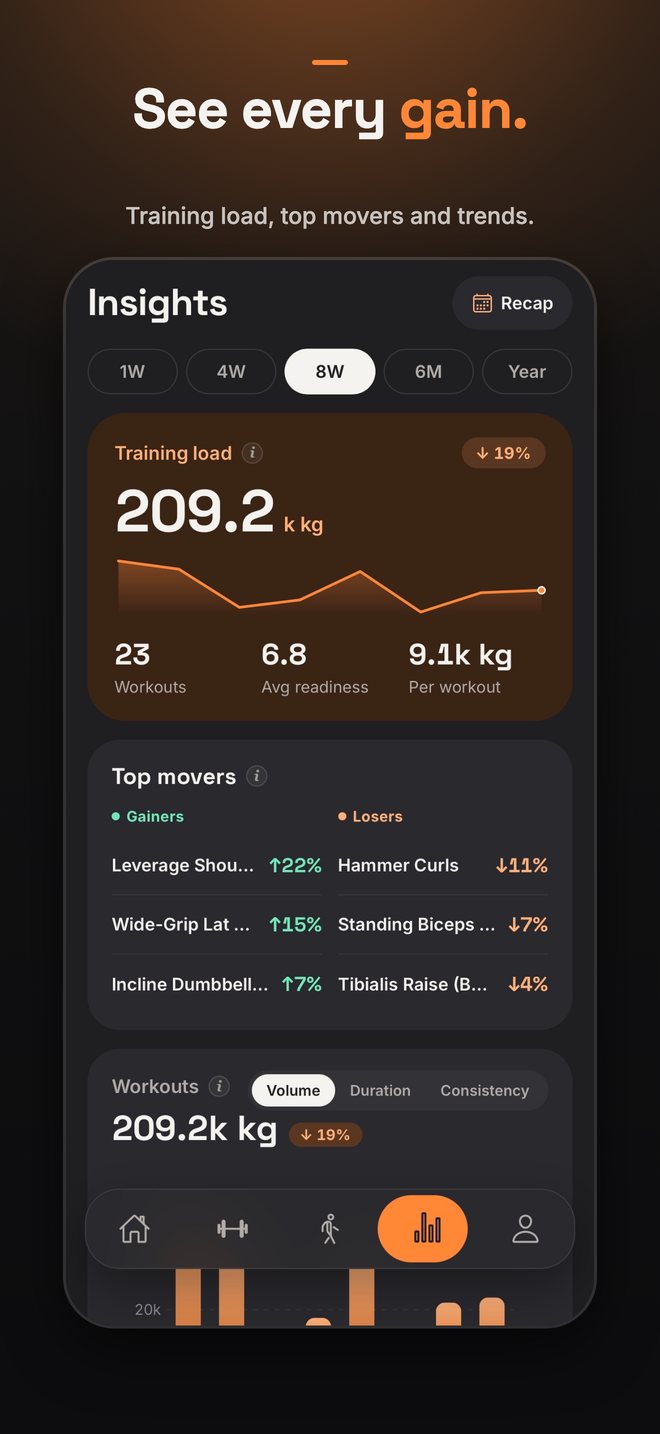 See every gain.
Training load, top movers and trends.
Insights
Recap
1W 4W 8W 6M Year
Training load i ↓ 19%
209.2 k kg
23 6.8 9.1k kg
Workouts Avg readiness Per workout
Top movers i
Gainers Losers
Leverage Shou... ↑22% Hammer Curls ↓11%
Wide-Grip Lat ... ↑15% Standing Biceps ... ↓7%
Incline Dumbbell... ↑7% Tibialis Raise (B... ↓4%
Workouts i Volume Duration Consistency
209.2k kg ↓ 19%
20k